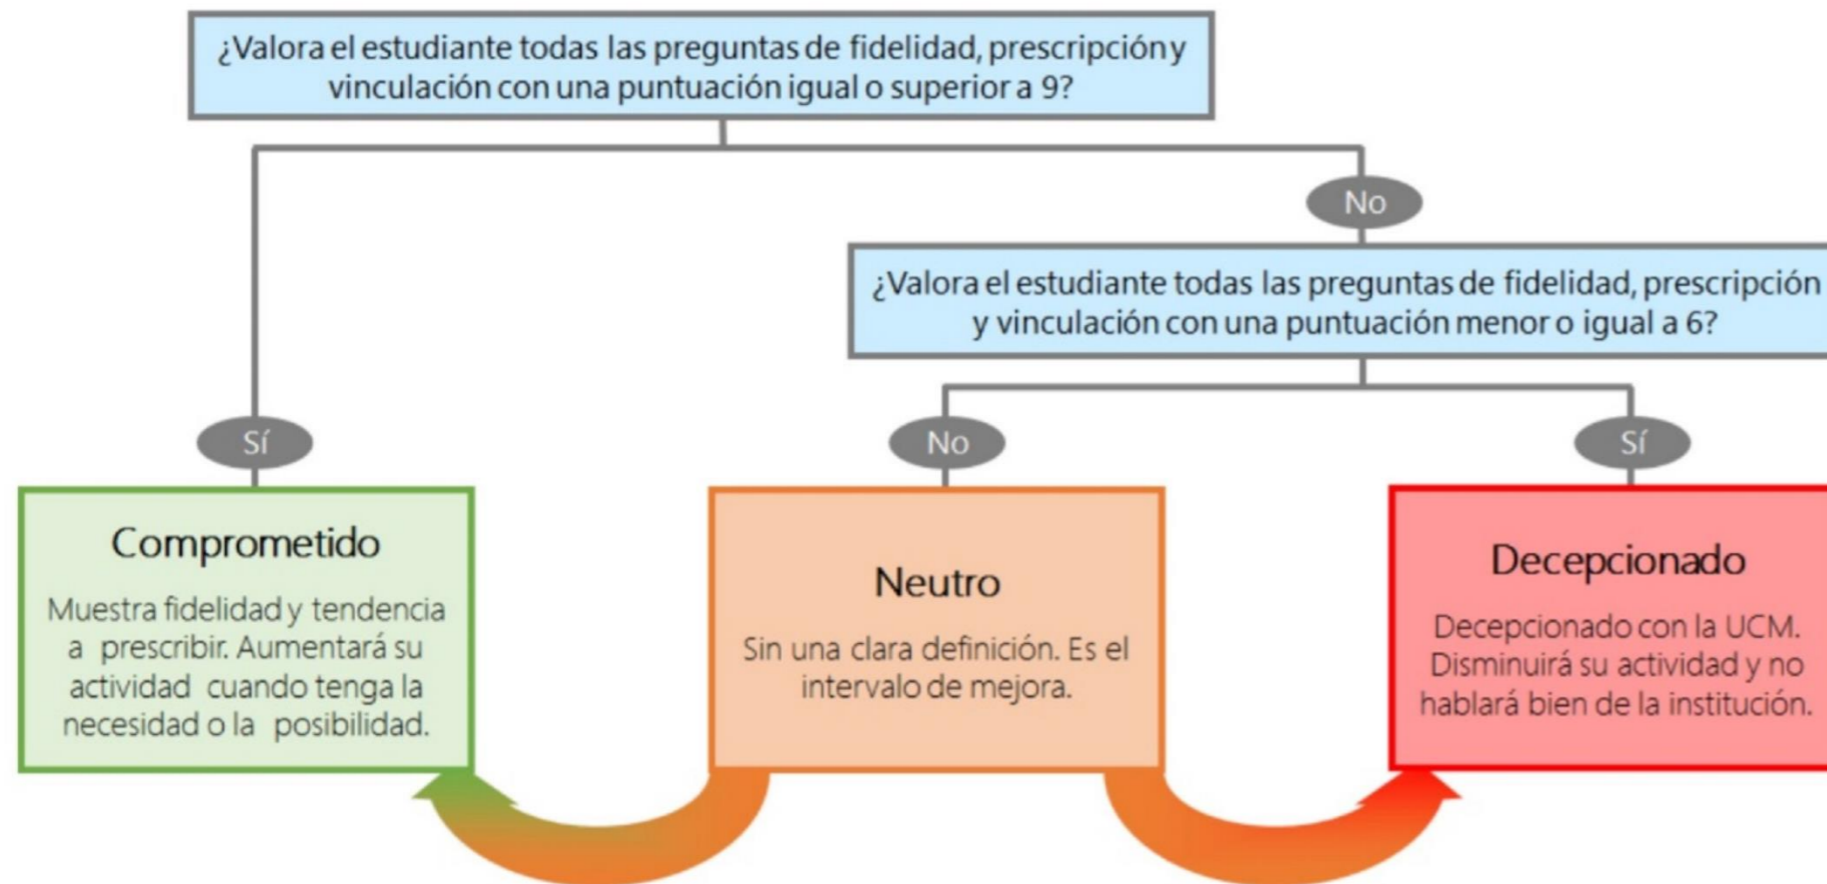 ¿Valora el estudiante todas las preguntas de fidelidad, prescripción y
vinculación con una puntuación igual o superior a 9?
No
¿Valora el estudiante todas las preguntas de fidelidad, prescripción
y vinculación con una puntuación menor o igual a 6?
Sí
No
Sí
Comprometido
Muestra fidelidad y tendencia
a prescribir. Aumentará su
actividad cuando tenga la
necesidad o la posibilidad.
Neutro
Sin una clara definición. Es el
intervalo de mejora.
Decepcionado
Decepcionado con la UCM.
Disminuirá su actividad y no
hablará bien de la institución.